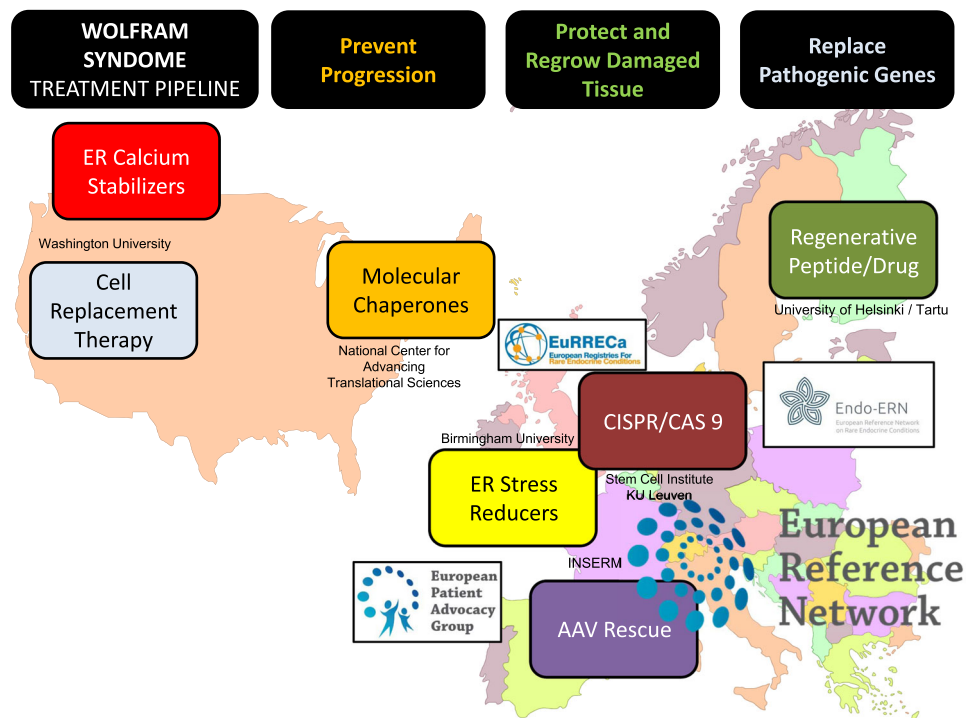 WOLFRAM
SYNDOME
TREATMENT PIPELINE
Prevent
Progression
Protect and
Regrow Damaged
Tissue
Replace
Pathogenic Genes
ER Calcium
Stabilizers
Washington University
Cell
Replacement
Therapy
Molecular
Chaperones
National Center for
Advancing
Translational Sciences
Regenerative
Peptide/Drug
University of Helsinki / Tartu
EuRRECa
European Registries For
Rare Endocrine Conditions
CISPR/CAS 9
Endo-ERN
European Reference Network
on Rare Endocrine Conditions
Birmingham University
ER Stress
Reducers
Stem Cell Institute
KU Leuven
European
Reference
Network
INSERM
European
Patient
Advocacy
Group
AAV Rescue